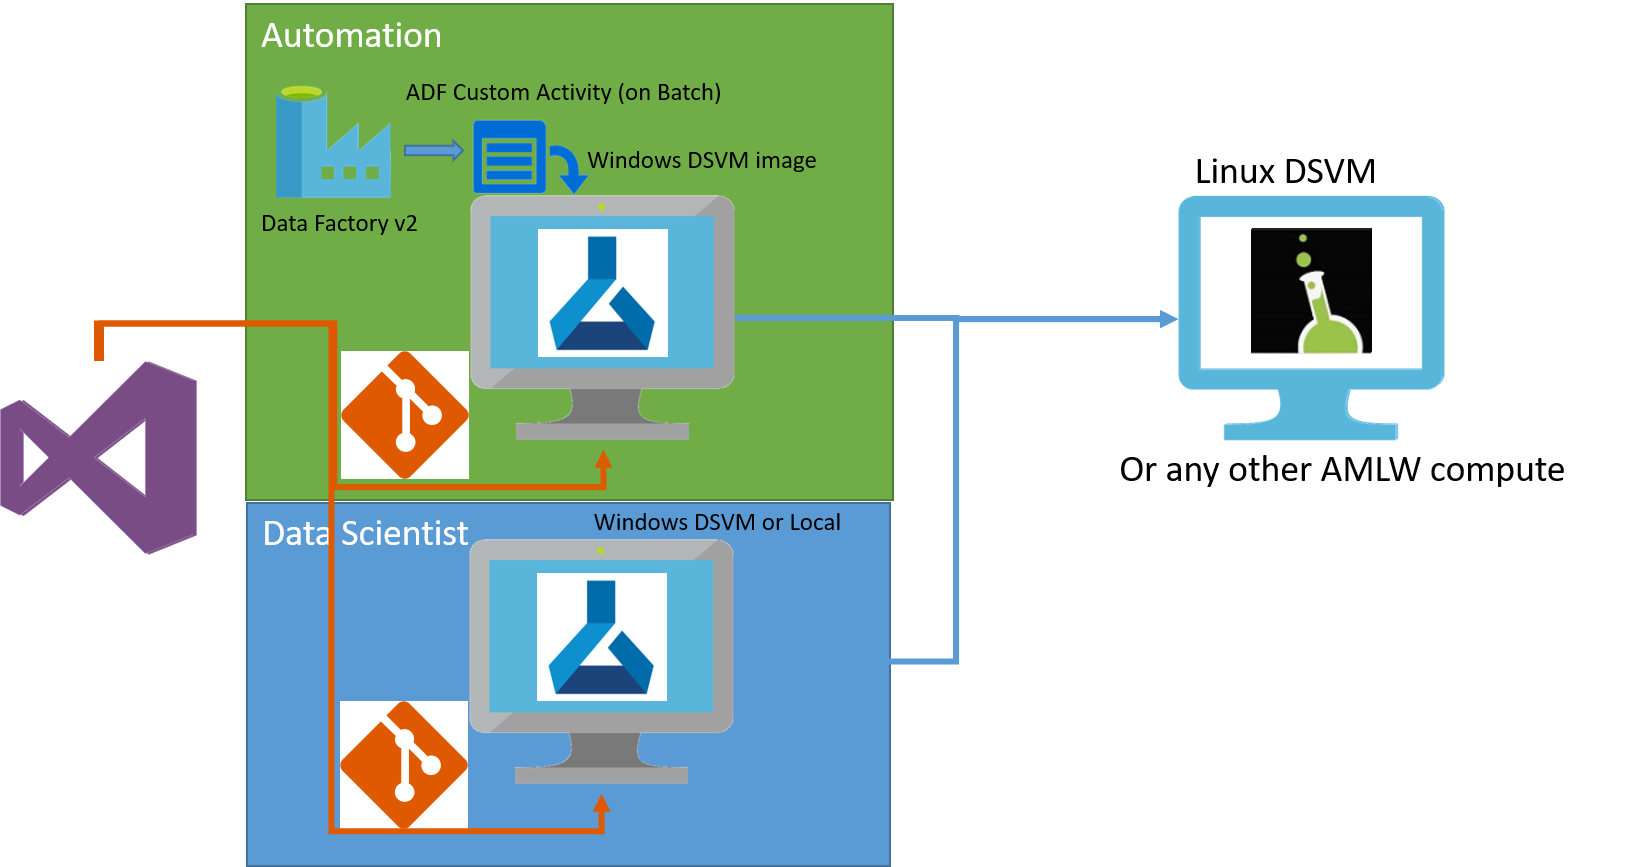 Automation
ADF Custom Activity (on Batch)
Windows DSVM image
Data Factory v2
Linux DSVM
Or any other AMLW compute
Data Scientist
Windows DSVM or Local